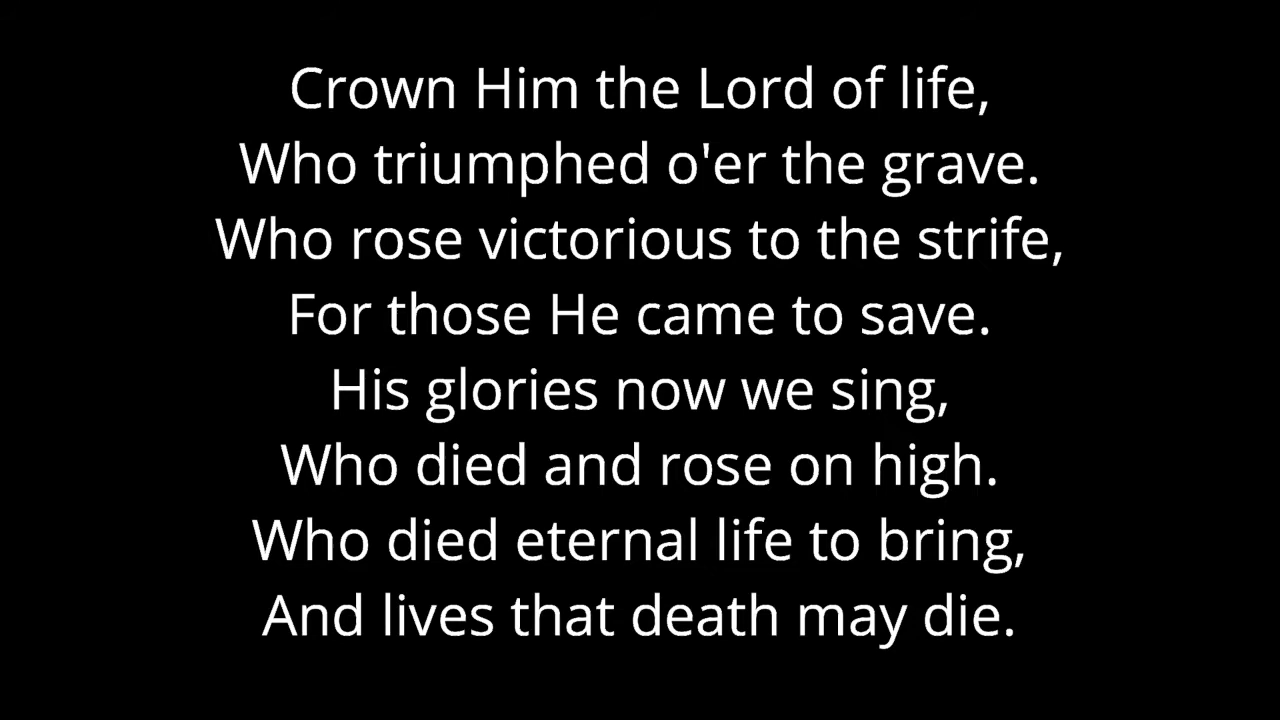 Crown Him the Lord of life,
Who triumphed o'er the grave.
Who rose victorious to the strife,
For those He came to save.
His glories now we sing,
Who died and rose on high.
Who died eternal life to bring,
And lives that death may die.